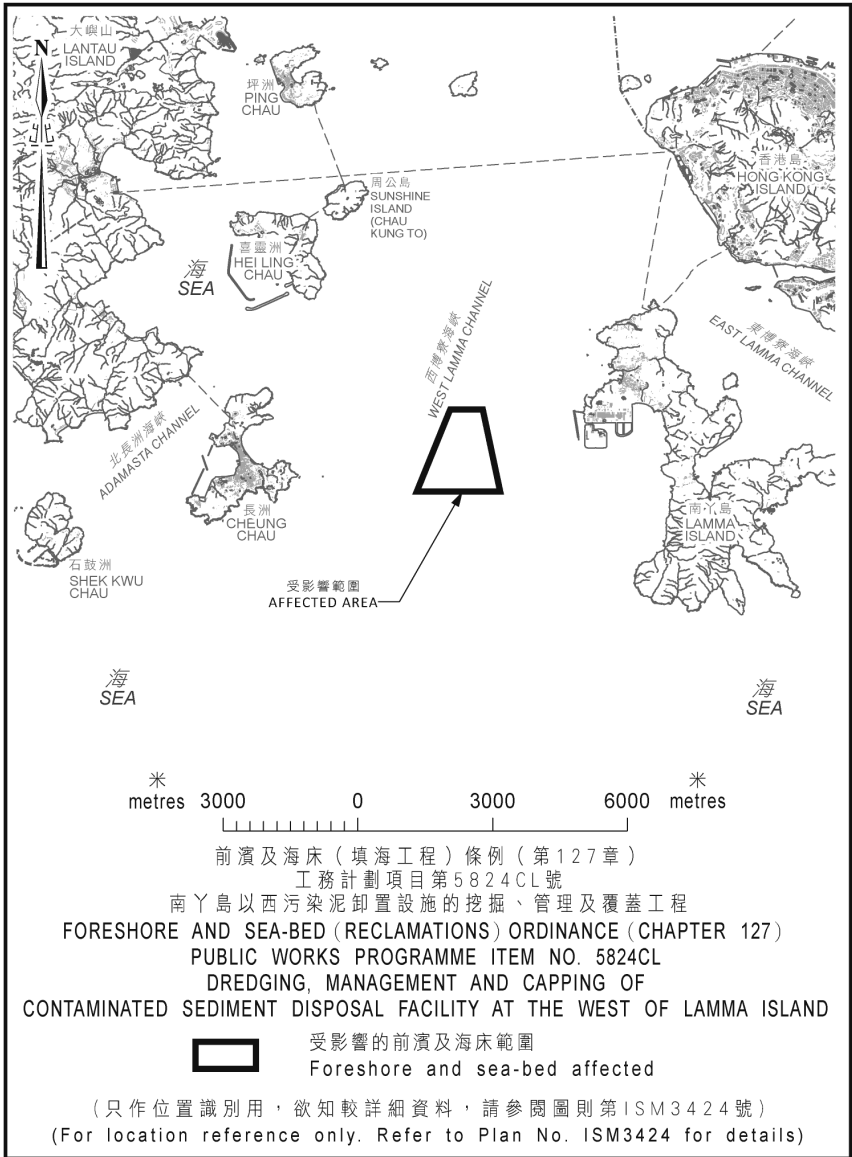 大嶼山
N
LANTAU
ISLAND
坪洲
PING
CHAU
香港島
HONG KONG
ISLAND
周公島
SUNSHINE
ISLAND
(CHAU
KUNG TO)
喜靈洲
HEI LING
CHAU
海
SEA
西博寮海峽
WEST LAMMA CHANNEL
東博寮海峽
EAST LAMMA CHANNEL
北長洲海峽
ADAMASTA CHANNEL
長洲
CHEUNG
CHAU
南丫島
LAMMA
ISLAND
石鼓洲
SHEK KWU
CHAU
受影響範圍
AFFECTED AREA
海
SEA
海
SEA
米 米
metres 3000 0 3000 6000 metres
前濱及海床（填海工程）條例（第127章）
工務計劃項目第5824CL號
南丫島以西污染泥卸置設施的挖掘、管理及覆蓋工程
FORESHORE AND SEA-BED (RECLAMATIONS) ORDINANCE (CHAPTER 127)
PUBLIC WORKS PROGRAMME ITEM NO. 5824CL
DREDGING, MANAGEMENT AND CAPPING OF
CONTAMINATED SEDIMENT DISPOSAL FACILITY AT THE WEST OF LAMMA ISLAND
受影響的前濱及海床範圍
Foreshore and sea-bed affected
（只作位置識別用，欲知較詳細資料，請參閱圖則第ISM3424號）
(For location reference only. Refer to Plan No. ISM3424 for details)